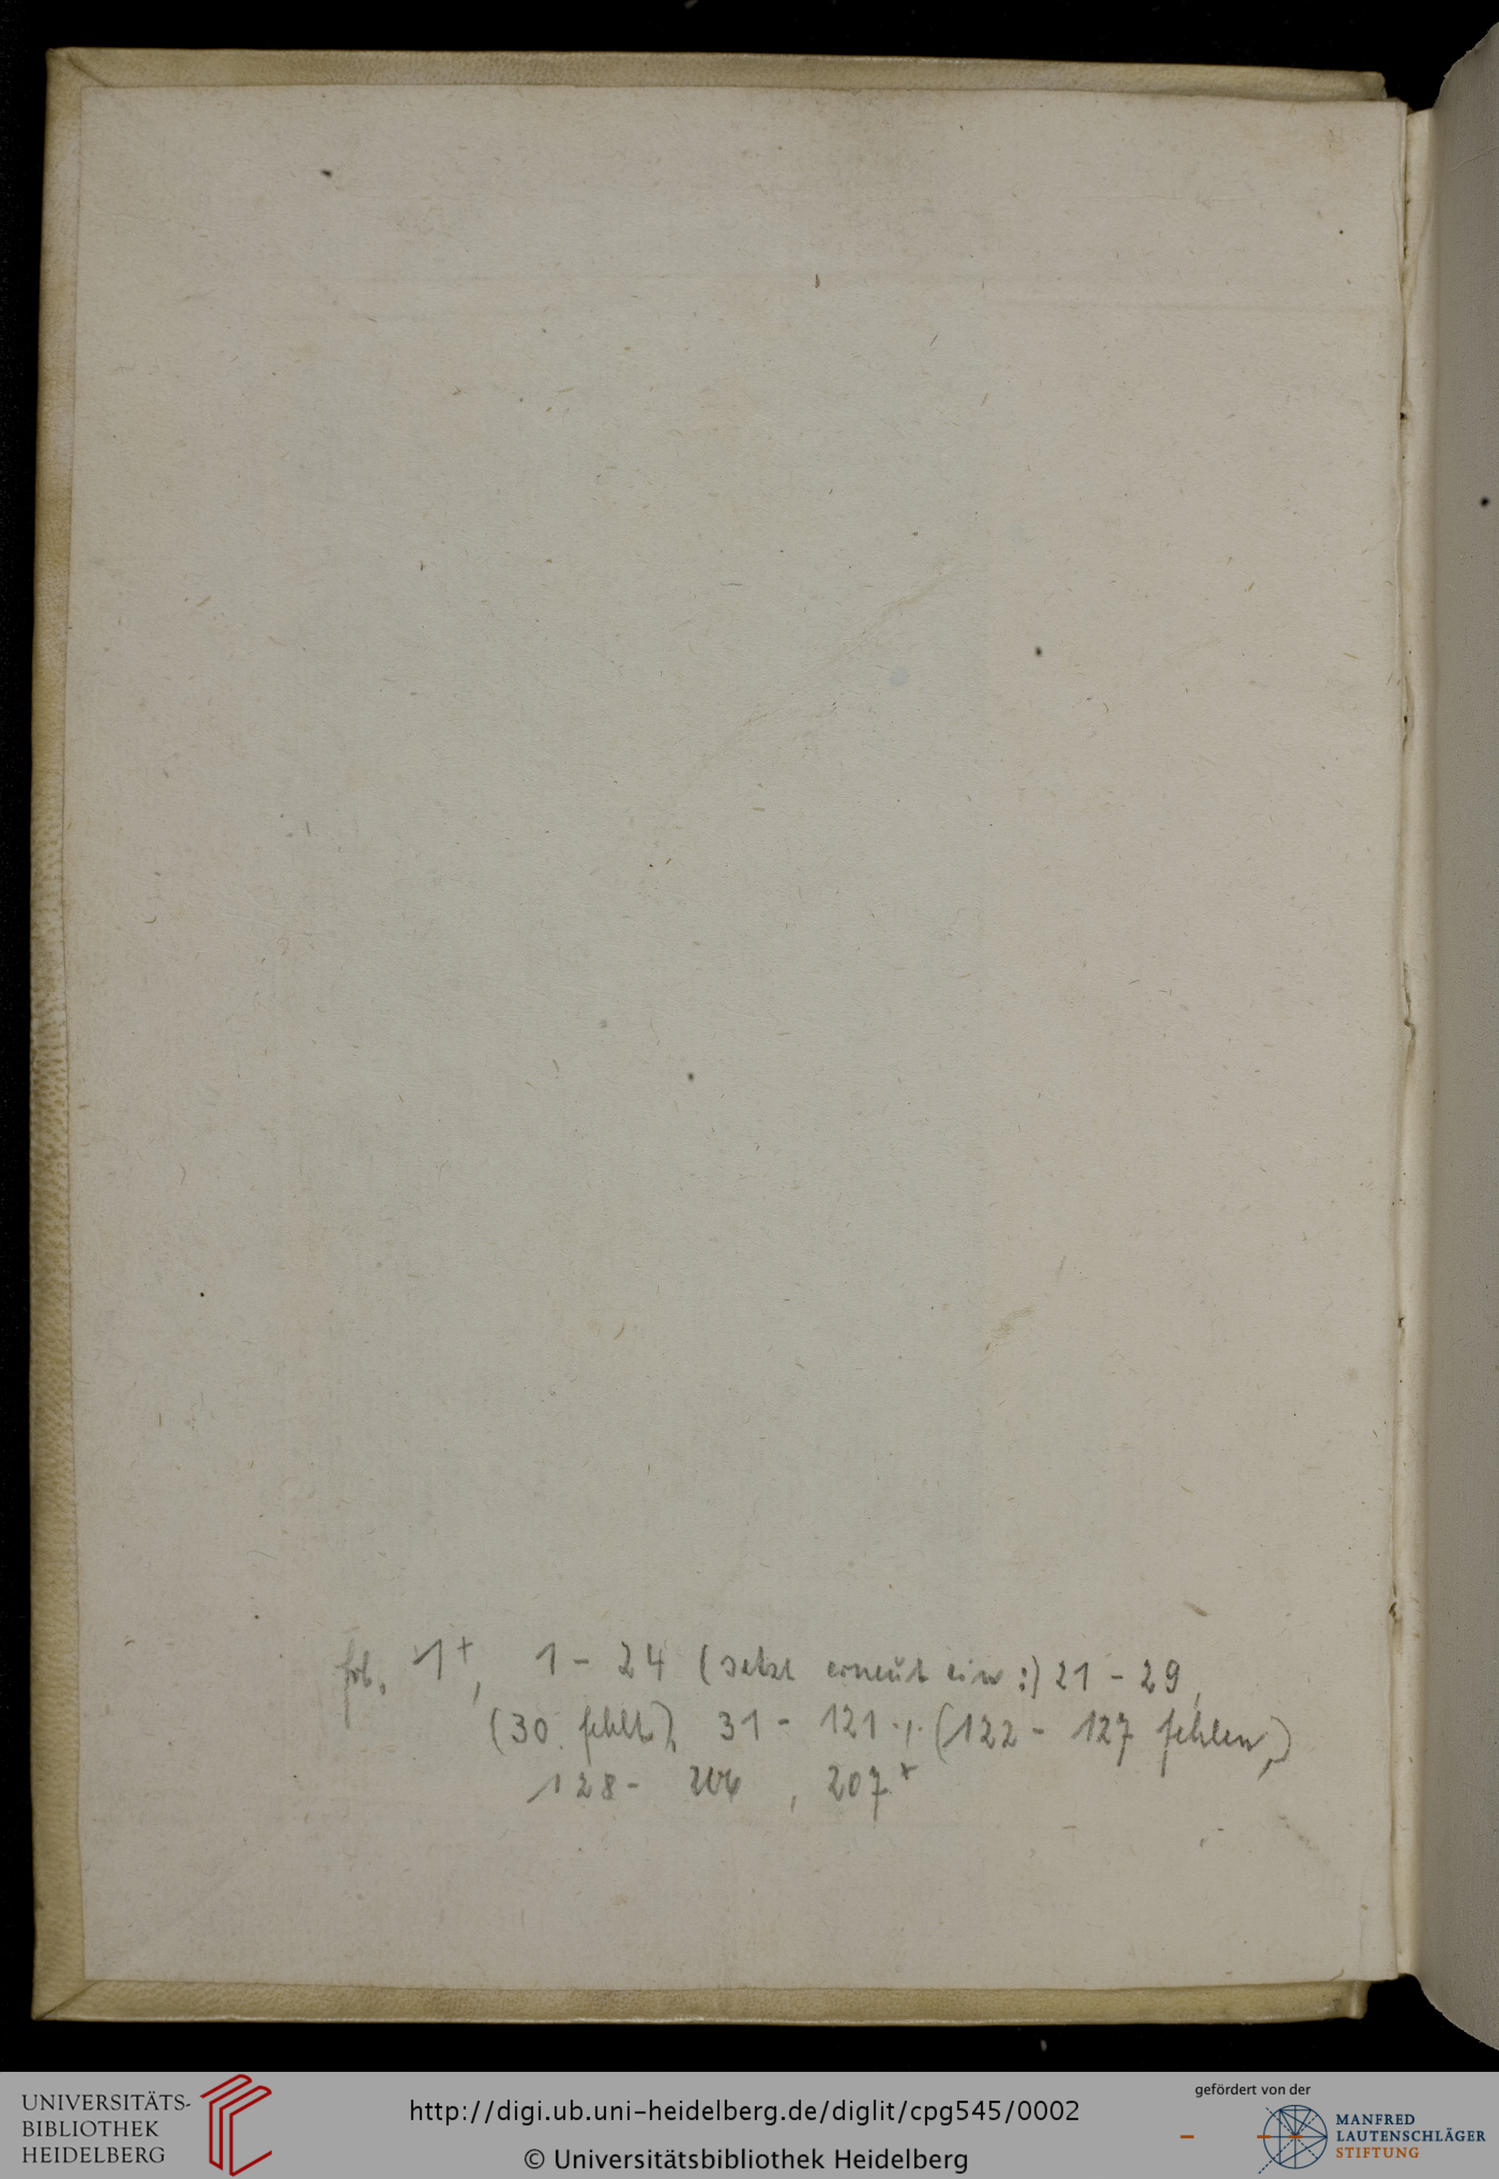 fol. 1+, 1 - 24 (setzt erneut ein:) 21 - 29,
(30 fehlt), 31 - 121, (122 - 127 fehlen,)
128 - 206, 207+
UNIVERSITÄTS-
BIBLIOTHEK
HEIDELBERG
http://digi.ub.uni-heidelberg.de/diglit/cpg545/0002
© Universitätsbibliothek Heidelberg
gefördert von der
MANFRED
LAUTENSCHLÄGER
STIFTUNG